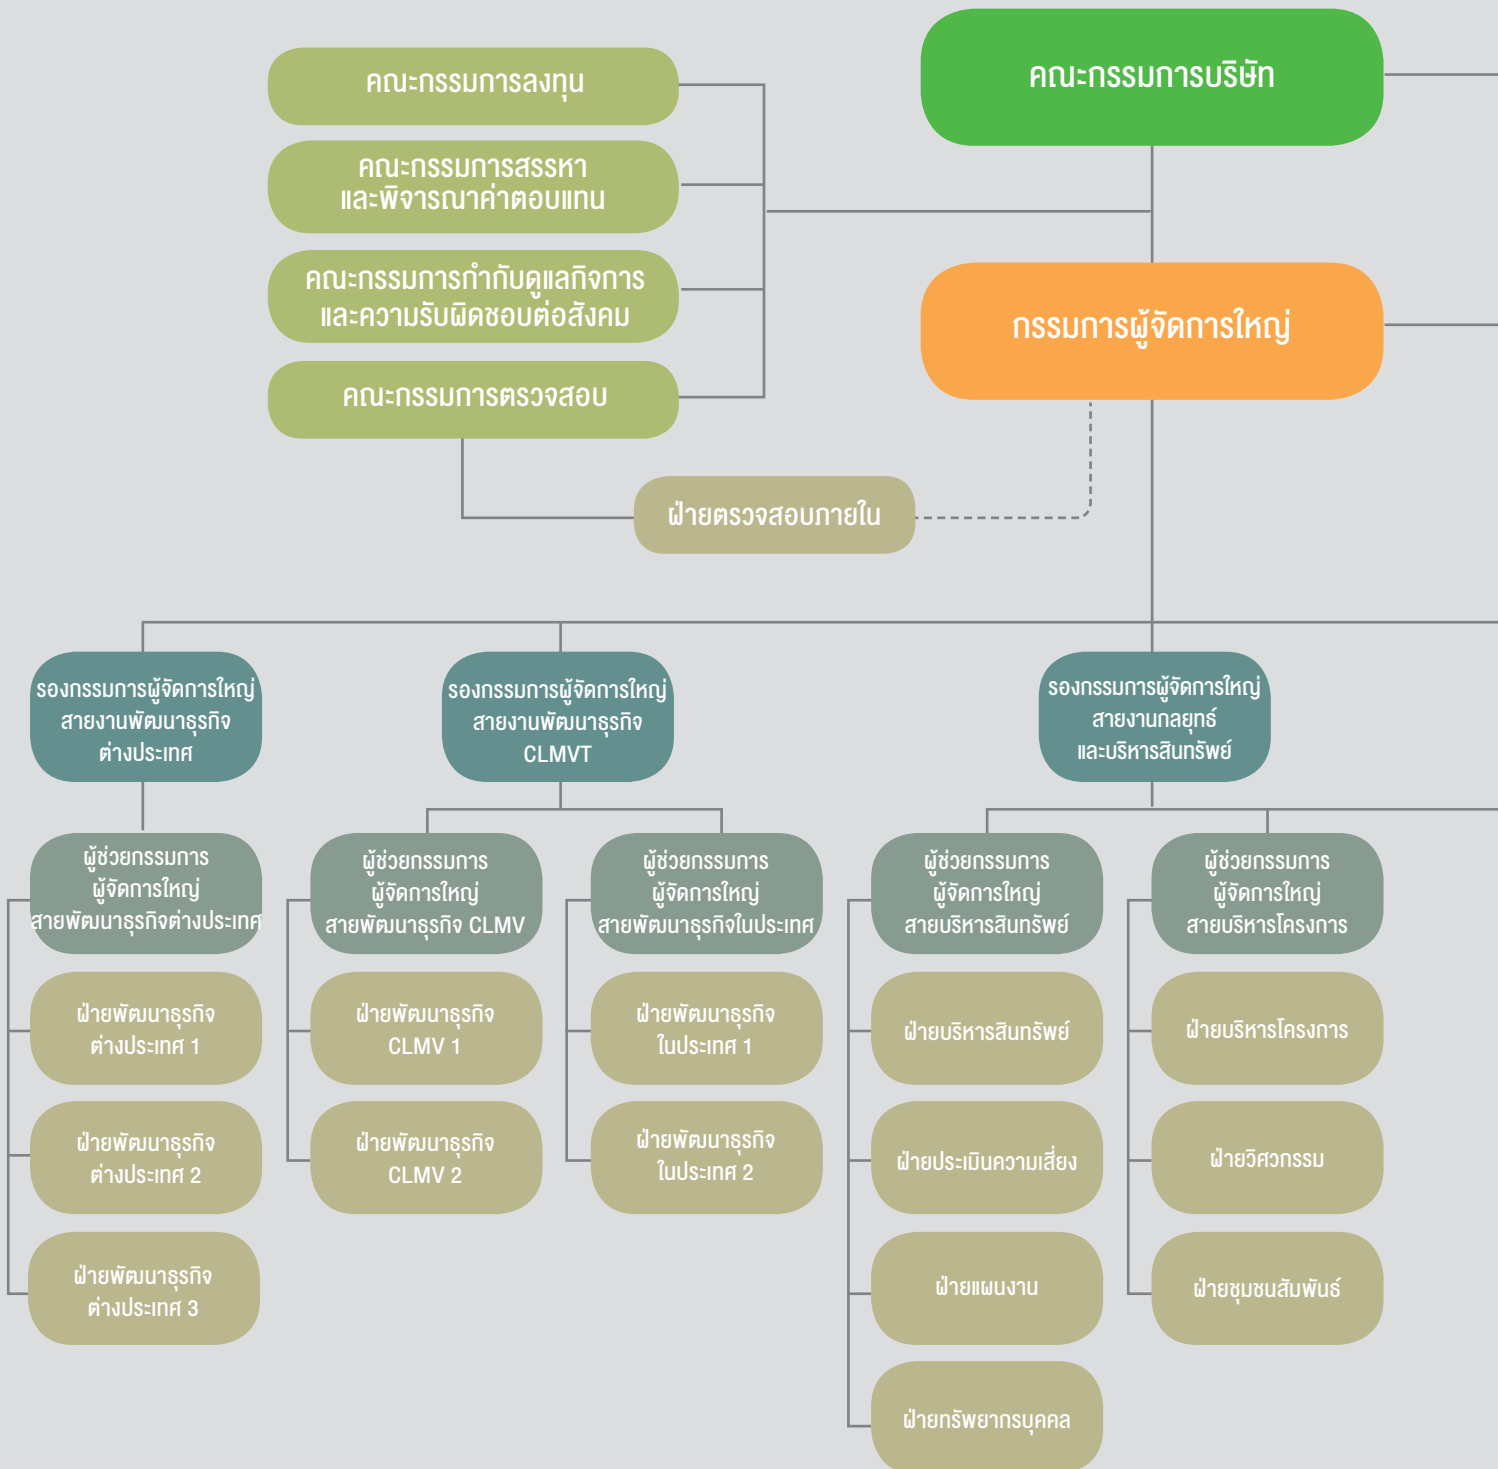 คณะกรรมการบริษัท
คณะกรรมการลงทุน
คณะกรรมการสรรหา
และพิจารณาค่าตอบแทน
คณะกรรมการกำกับดูแลกิจการ
และความรับผิดชอบต่อสังคม
คณะกรรมการตรวจสอบ
กรรมการผู้จัดการใหญ่
ฝ่ายตรวจสอบภายใน
รองกรรมการผู้จัดการใหญ่
สายงานพัฒนาธุรกิจ
ต่างประเทศ
รองกรรมการผู้จัดการใหญ่
สายงานพัฒนาธุรกิจ
CLMVT
รองกรรมการผู้จัดการใหญ่
สายงานกลยุทธ์
และบริหารสินทรัพย์
ผู้ช่วยกรรมการ
ผู้จัดการใหญ่
สายพัฒนาธุรกิจต่างประเทศ
ฝ่ายพัฒนาธุรกิจ
ต่างประเทศ 1
ฝ่ายพัฒนาธุรกิจ
ต่างประเทศ 2
ฝ่ายพัฒนาธุรกิจ
ต่างประเทศ 3
ผู้ช่วยกรรมการ
ผู้จัดการใหญ่
สายพัฒนาธุรกิจ CLMV
ฝ่ายพัฒนาธุรกิจ
CLMV 1
ฝ่ายพัฒนาธุรกิจ
CLMV 2
ผู้ช่วยกรรมการ
ผู้จัดการใหญ่
สายพัฒนาธุรกิจในประเทศ
ฝ่ายพัฒนาธุรกิจ
ในประเทศ 1
ฝ่ายพัฒนาธุรกิจ
ในประเทศ 2
ผู้ช่วยกรรมการ
ผู้จัดการใหญ่
สายบริหารสินทรัพย์
ฝ่ายบริหารสินทรัพย์
ฝ่ายประเมินความเสี่ยง
ฝ่ายแผนงาน
ฝ่ายทรัพยากรบุคคล
ผู้ช่วยกรรมการ
ผู้จัดการใหญ่
สายบริหารโครงการ
ฝ่ายบริหารโครงการ
ฝ่ายวิศวกรรม
ฝ่ายชุมชนสัมพันธ์